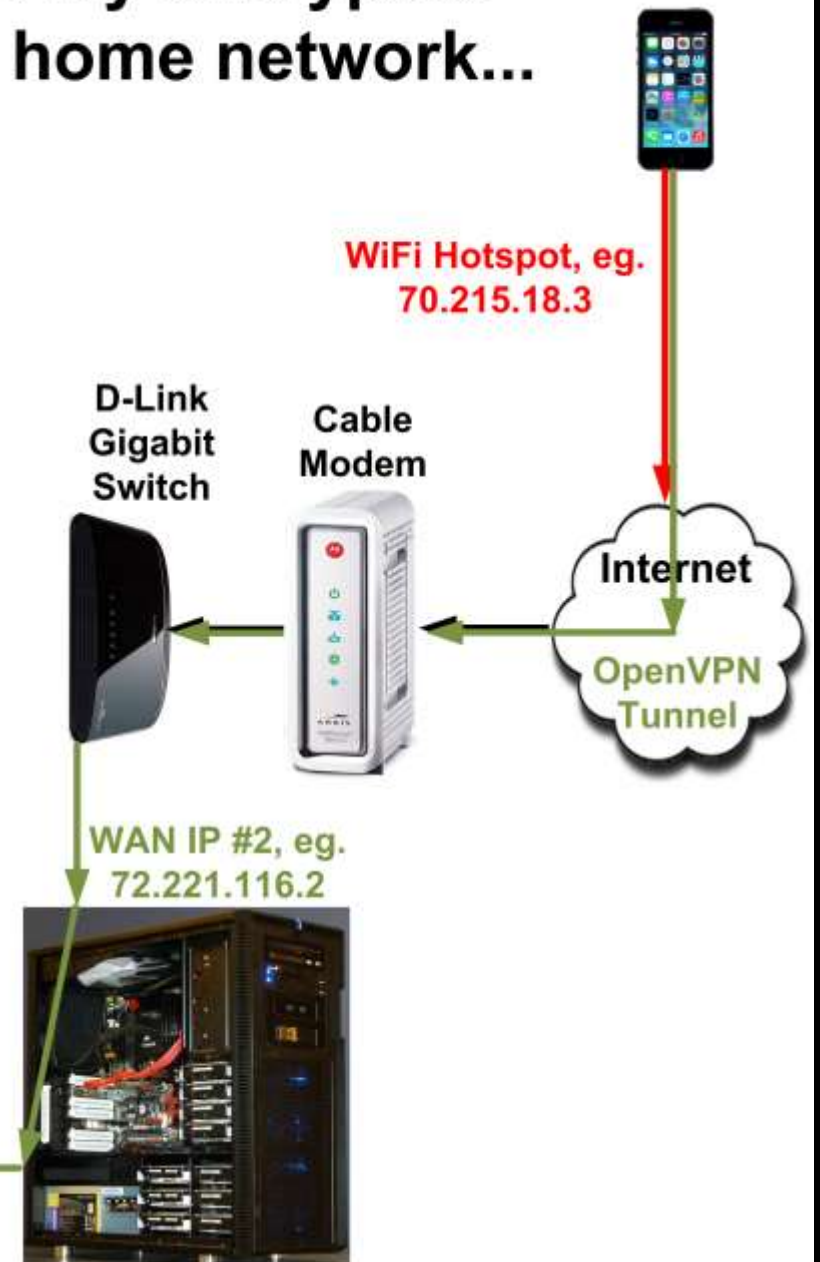 home network...
WiFi Hotspot, eg.
70.215.18.3
D-Link
Gigabit
Switch
Cable
Modem
Internet
OpenVPN
Tunnel
ARRIS
WAN IP #2, eg.
72.221.116.2